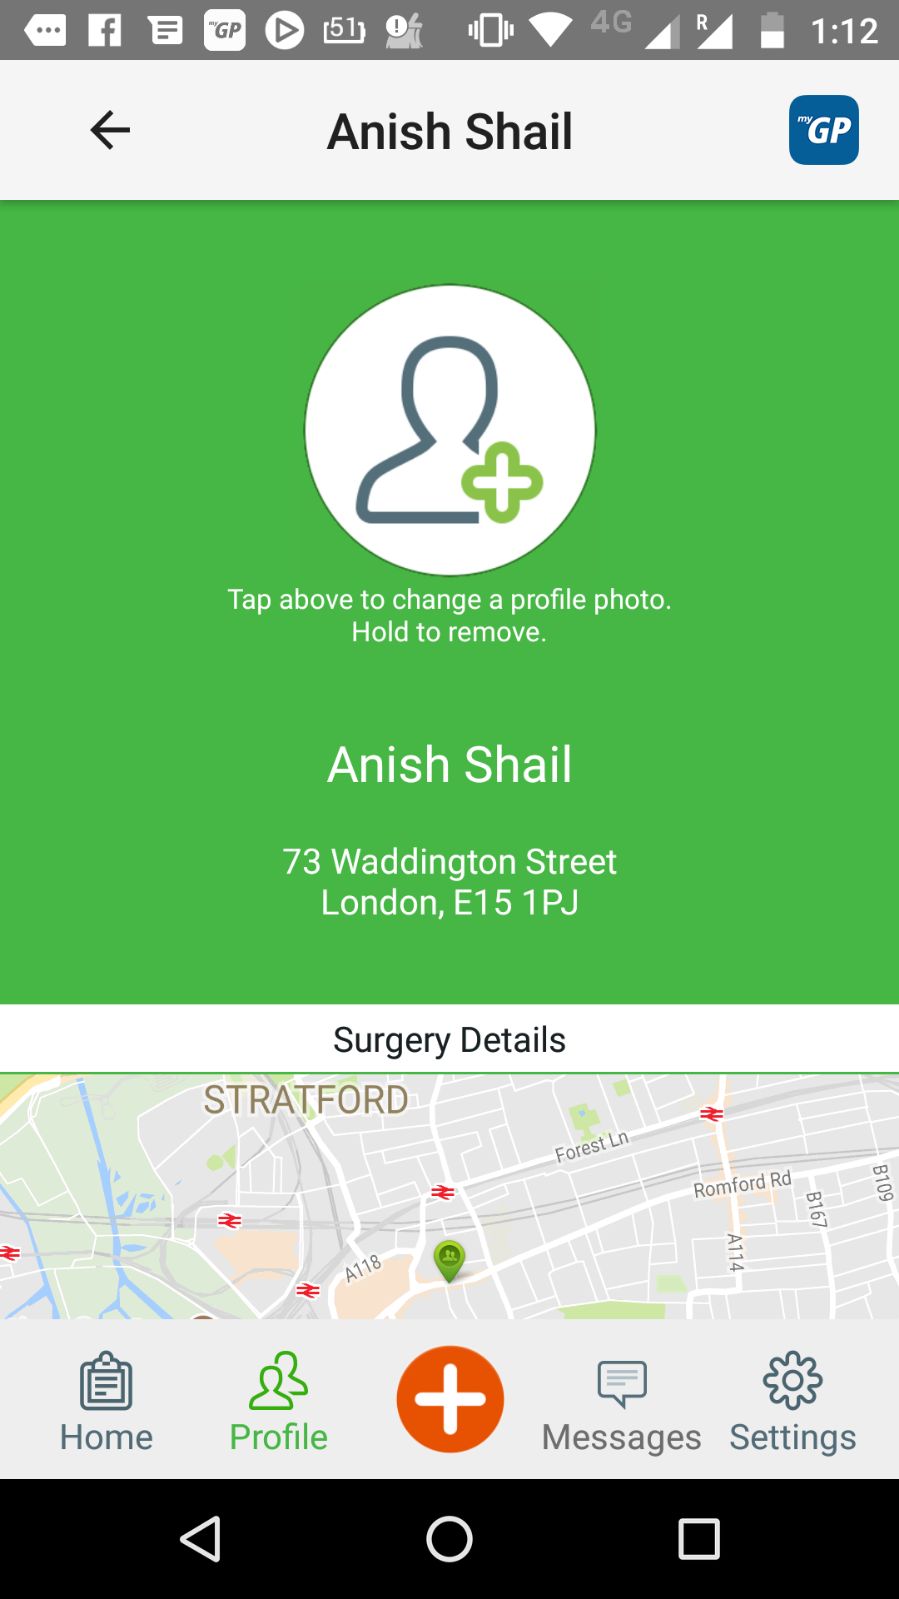 51
4G
R
1:12
Anish Shail
myGP
Tap above to change a profile photo.
Hold to remove.
Anish Shail
73 Waddington Street
London, E15 1PJ
Surgery Details
STRATFORD
Forest Ln
Romford Rd
B109
B167
A114
A118
Home
Profile
Messages
Settings